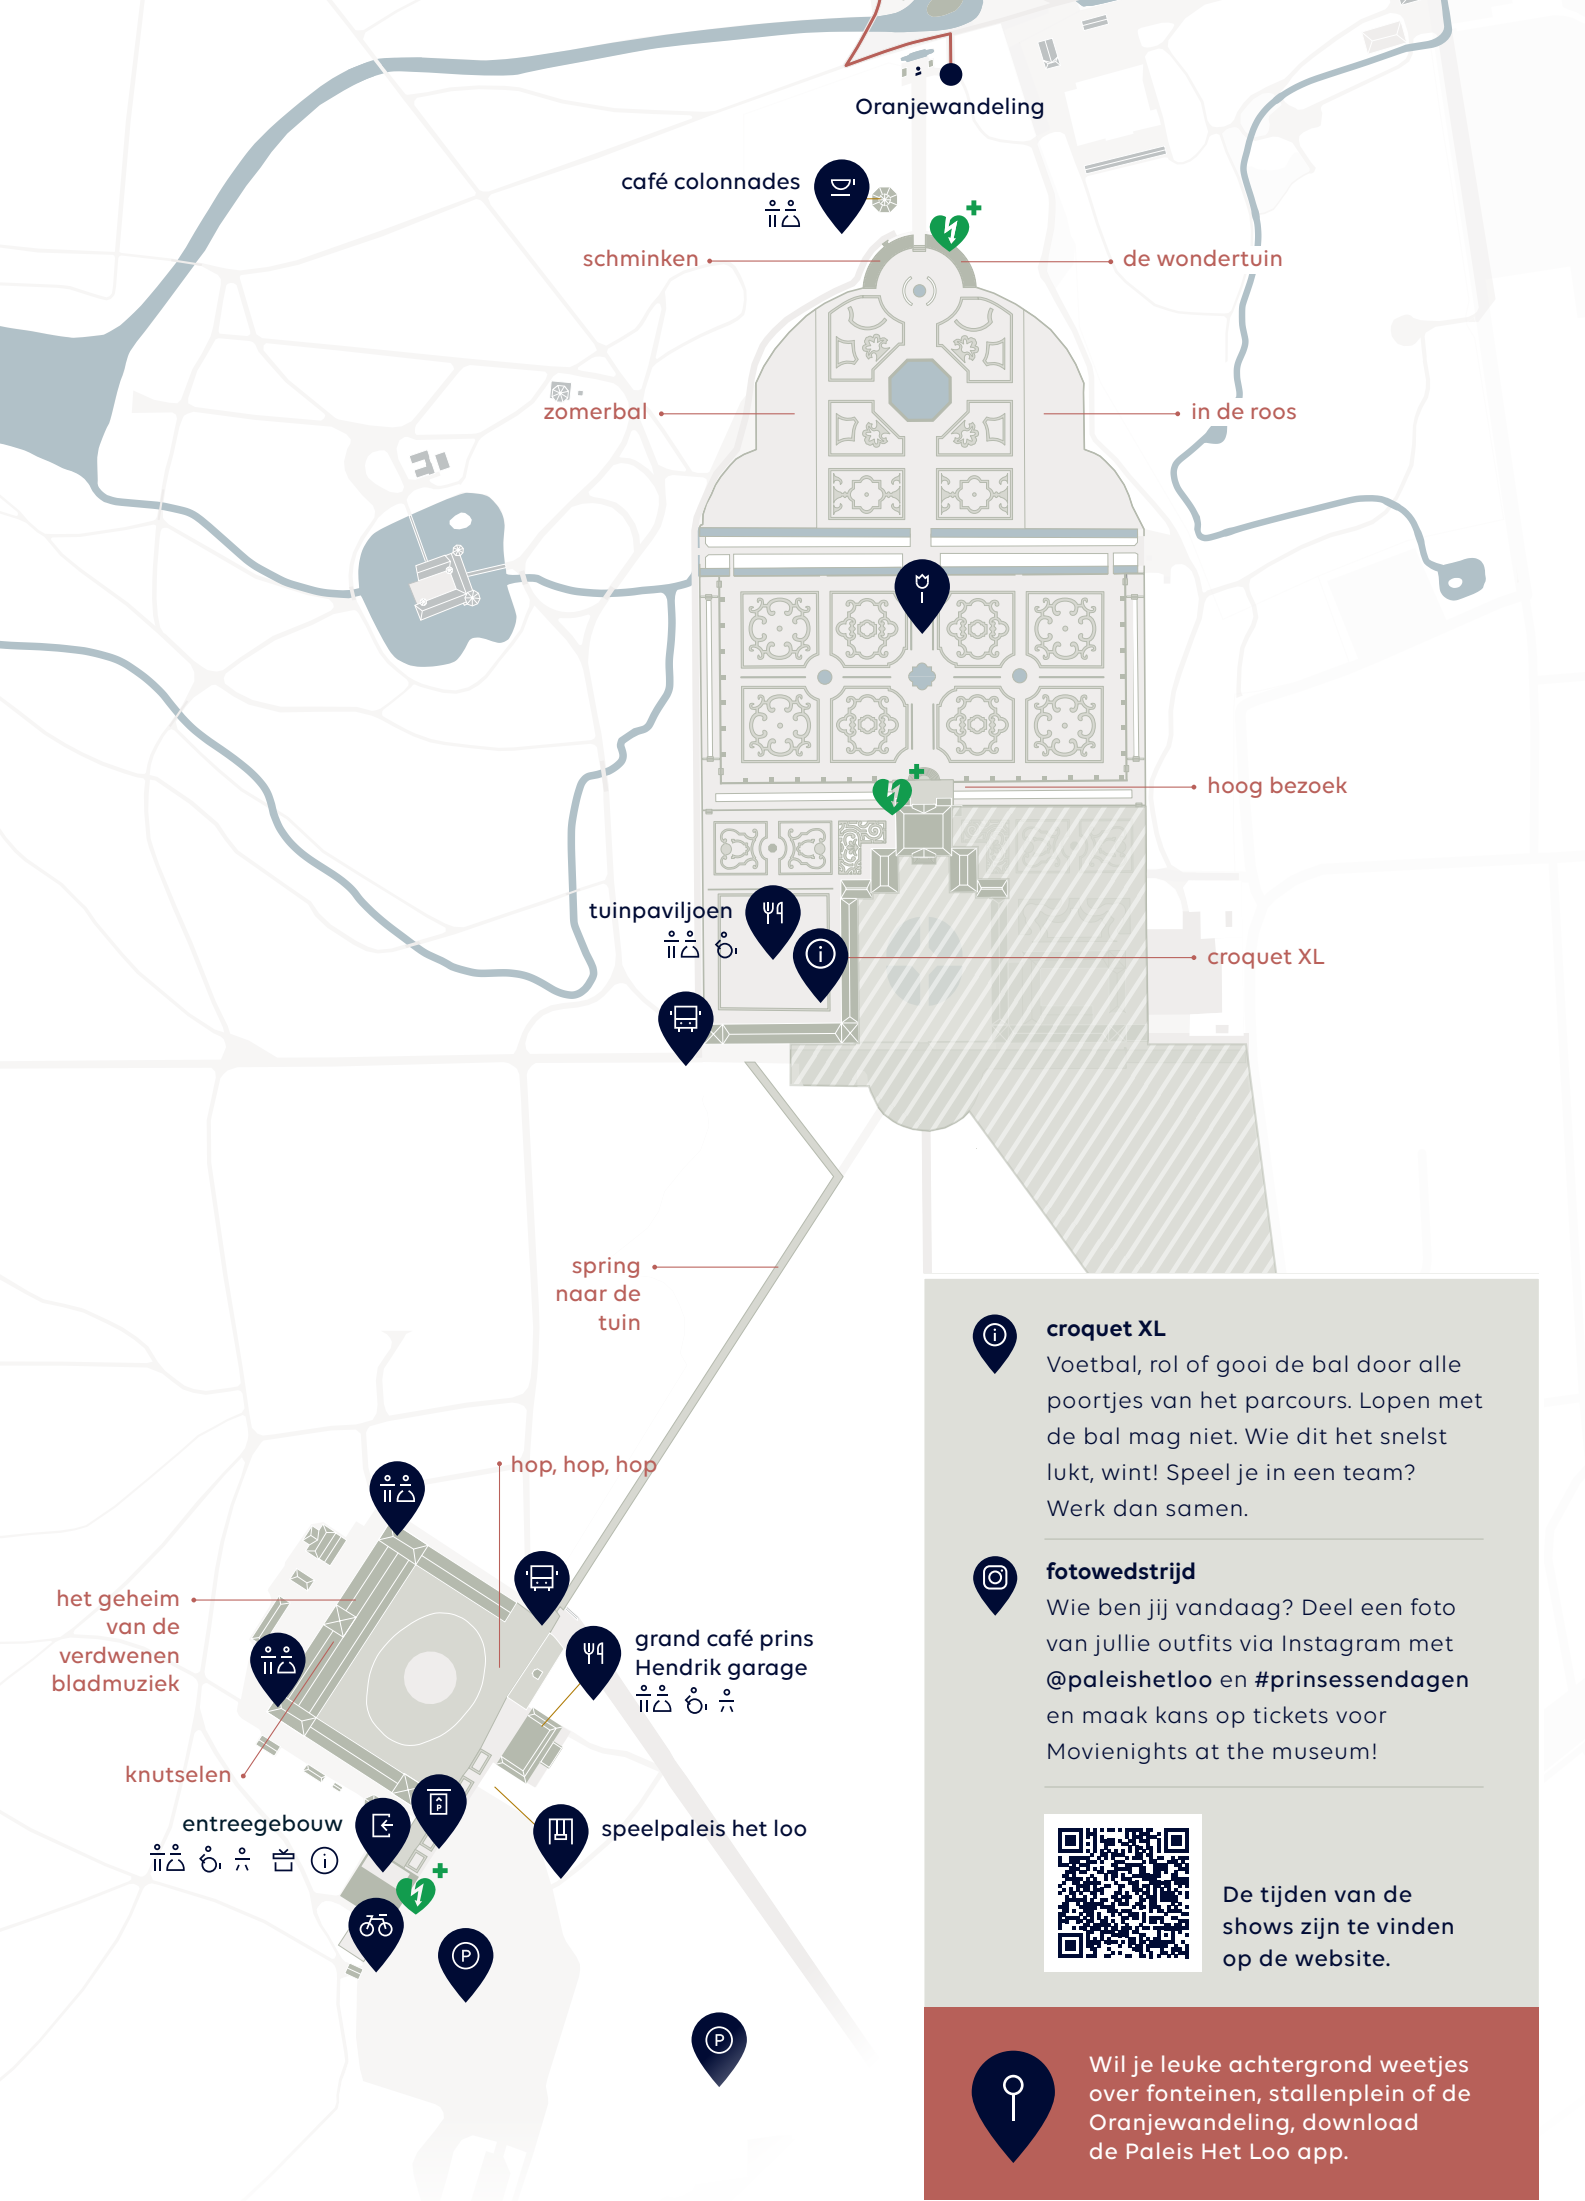 Oranjewandeling
café colonnades
schminken
de wondertuin
zomerbal
in de roos
hoog bezoek
tuinpaviljoen
croquet XL
spring
naar de
tuin
hop, hop, hop
het geheim
van de
verdwenen
bladmuziek
grand café prins
Hendrik garage
knutselen
entreegebouw
speelpaleis het loo
P
P
P
croquet XL
Voetbal, rol of gooi de bal door alle
poortjes van het parcours. Lopen met
de bal mag niet. Wie dit het snelst
lukt, wint! Speel je in een team?
Werk dan samen.
fotowedstrijd
Wie ben jij vandaag? Deel een foto
van jullie outfits via Instagram met
@paleishetloo en #prinsessendagen
en maak kans op tickets voor
Movienights at the museum!
De tijden van de
shows zijn te vinden
op de website.
Wil je leuke achtergrond weetjes
over fonteinen, stallenplein of de
Oranjewandeling, download
de Paleis Het Loo app.